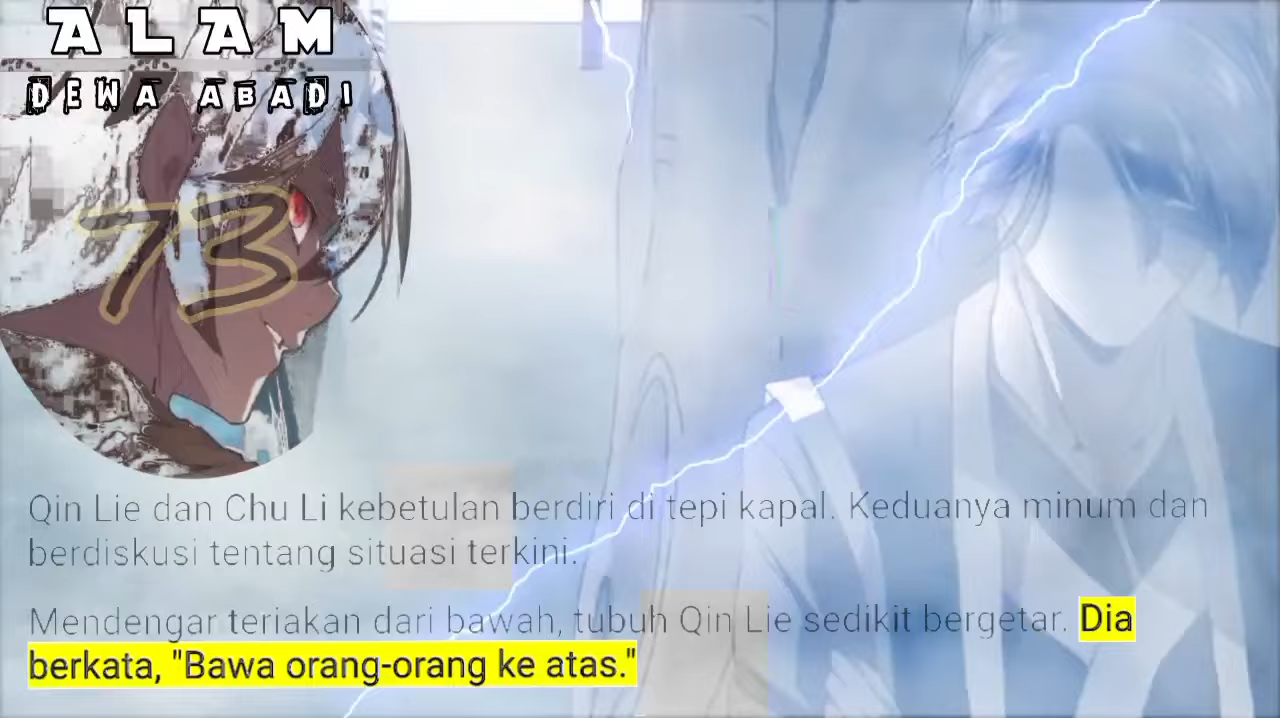 ALAM
DEWA ABADI
73
Qin Lie dan Chu Li kebetulan berdiri di tepi kapal. Keduanya minum dan
berdiskusi tentang situasi terkini.
Mendengar teriakan dari bawah, tubuh Qin Lie sedikit bergetar. Dia
berkata, "Bawa orang-orang ke atas."